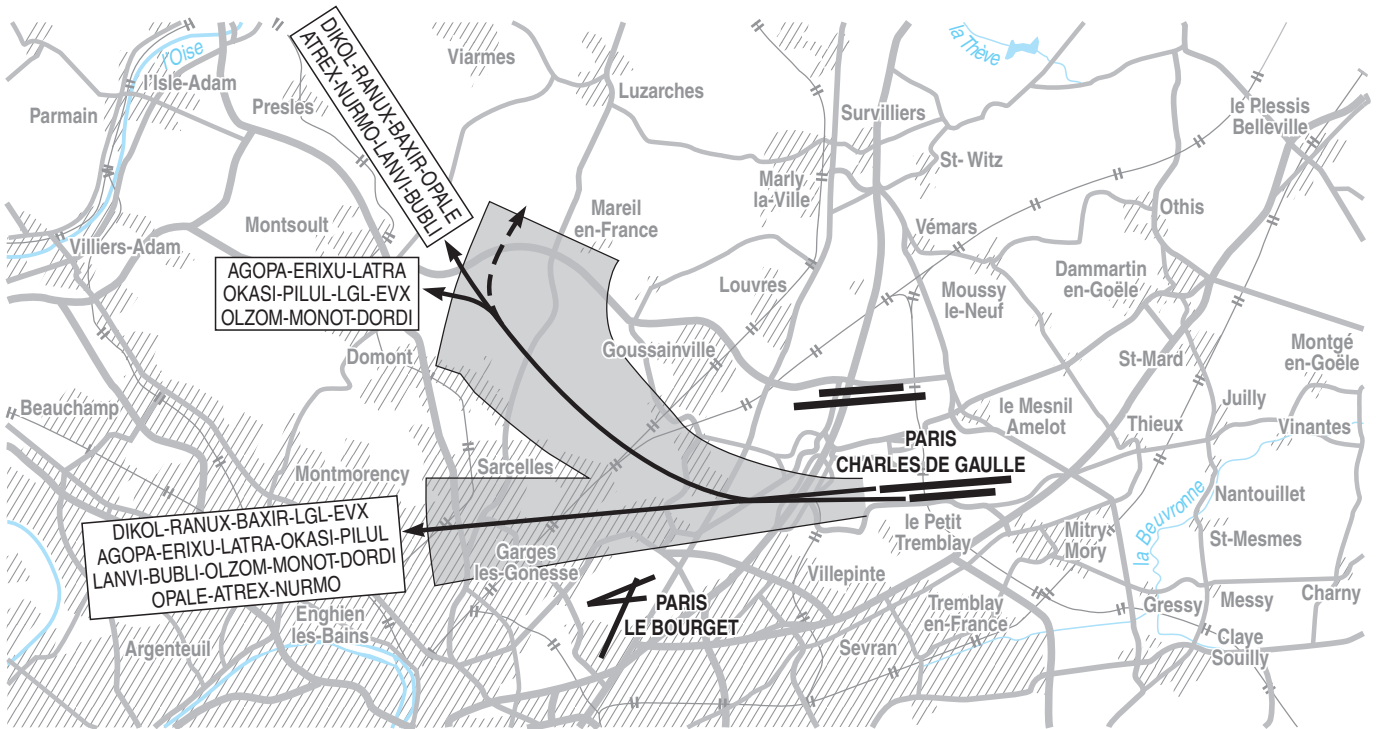 DIKOL-RANUX-BAXIR-OPALE
ATREX-NURMO-LANVI-BUBLI
l'Oise
l'Isle-Adam
Viarmes
la Thève
Parmain
Presles
Luzarches
Survilliers
le Plessis
Belleville
St- Witz
Marly
la-Ville
Othis
Villiers-Adam
Montsoult
Mareil
en-France
Vémars
AGOPA-ERIXU-LATRA
OKASI-PILUL-LGL-EVX
OLZOM-MONOT-DORDI
Louvres
Moussy
le-Neuf
Dammartin
en-Goële
Domont
Goussainville
St-Mard
Montgé
en-Goële
Beauchamp
le Mesnil
Amelot
Juilly
Thieux
Vinantes
PARIS
CHARLES DE GAULLE
Montmorency
Sarcelles
Nantouillet
DIKOL-RANUX-BAXIR-LGL-EVX
AGOPA-ERIXU-LATRA-OKASI-PILUL
LANVI-BUBLI-OLZOM-MONOT-DORDI
OPALE-ATREX-NURMO
le Petit
Tremblay
Mitry-
Mory
la Beuvronne
St-Mesmes
Garges
les-Gonesse
Villepinte
PARIS
LE BOURGET
Tremblay
en-France
Gressy
Messy
Charny
Enghien
les-Bains
Argenteuil
Sevran
Claye
Souilly